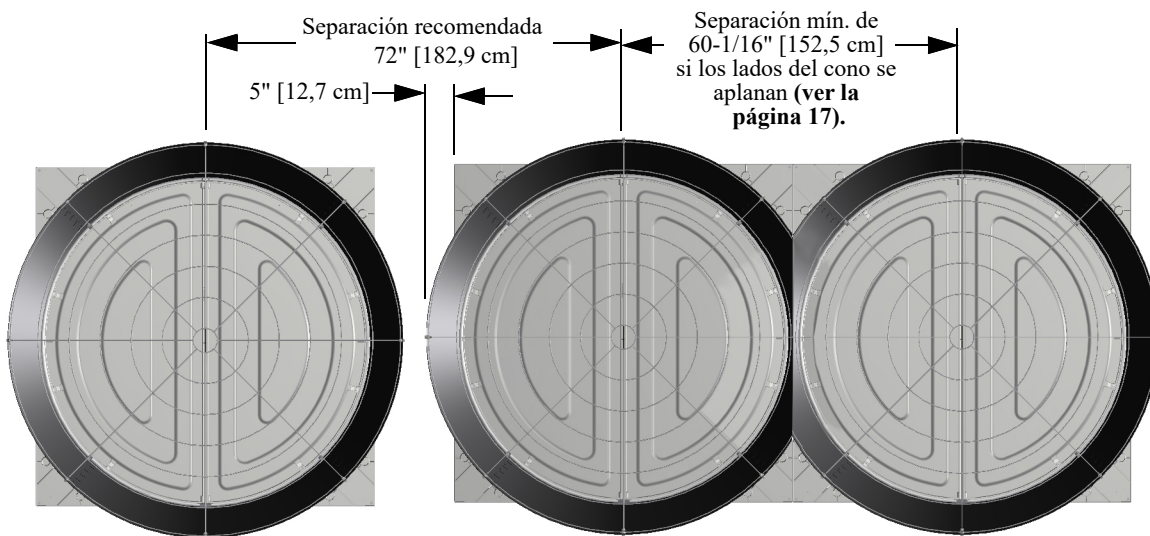 Separación recomendada
72" [182,9 cm]
5" [12,7 cm]
Separación mín. de
60-1/16" [152,5 cm]
si los lados del cono se
aplanan (ver la
página 17).